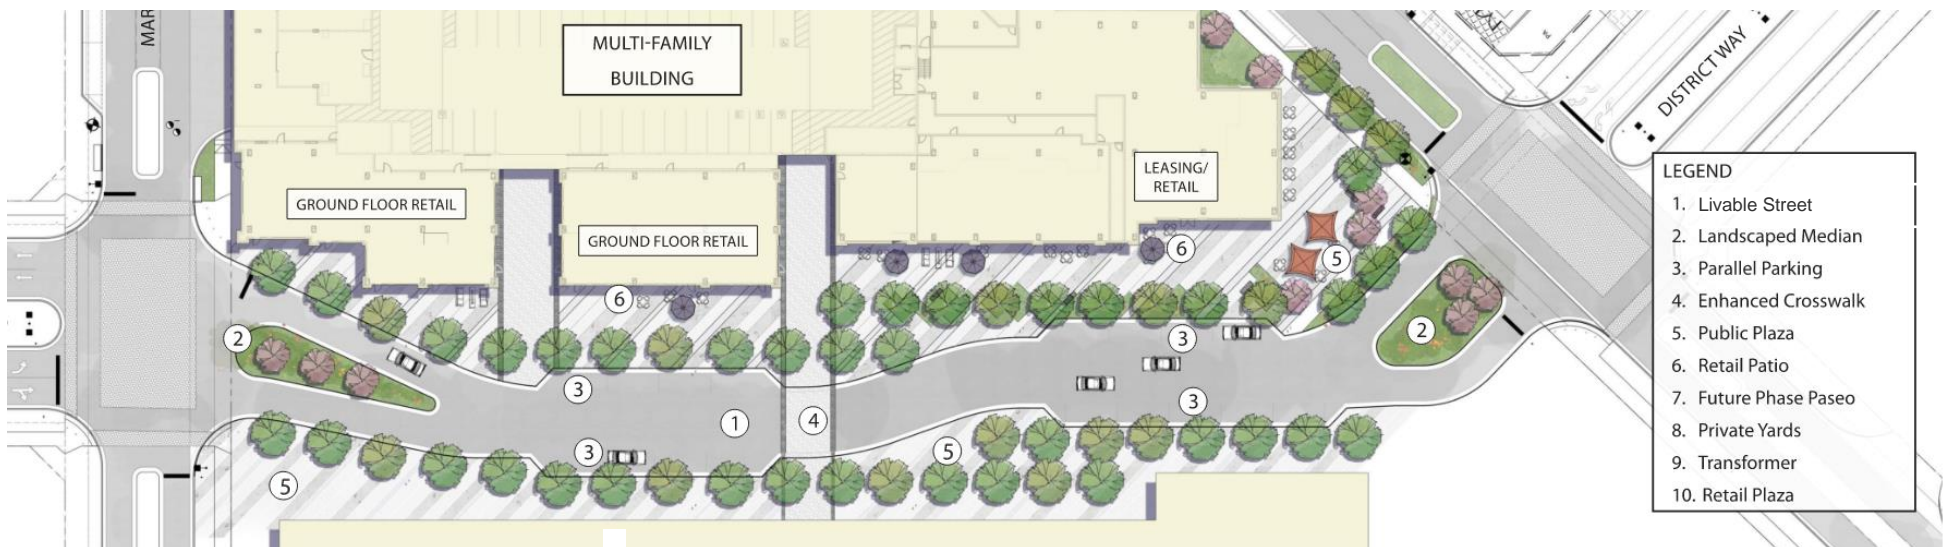 MAR
MULTI-FAMILY
BUILDING
DISTRICT WAY
LEASING/
RETAIL
GROUND FLOOR RETAIL
GROUND FLOOR RETAIL
6
5
6
2
2
3
3
3
1
4
3
5
5
LEGEND
1. Livable Street
2. Landscaped Median
3. Parallel Parking
4. Enhanced Crosswalk
5. Public Plaza
6. Retail Patio
7. Future Phase Paseo
8. Private Yards
9. Transformer
10. Retail Plaza